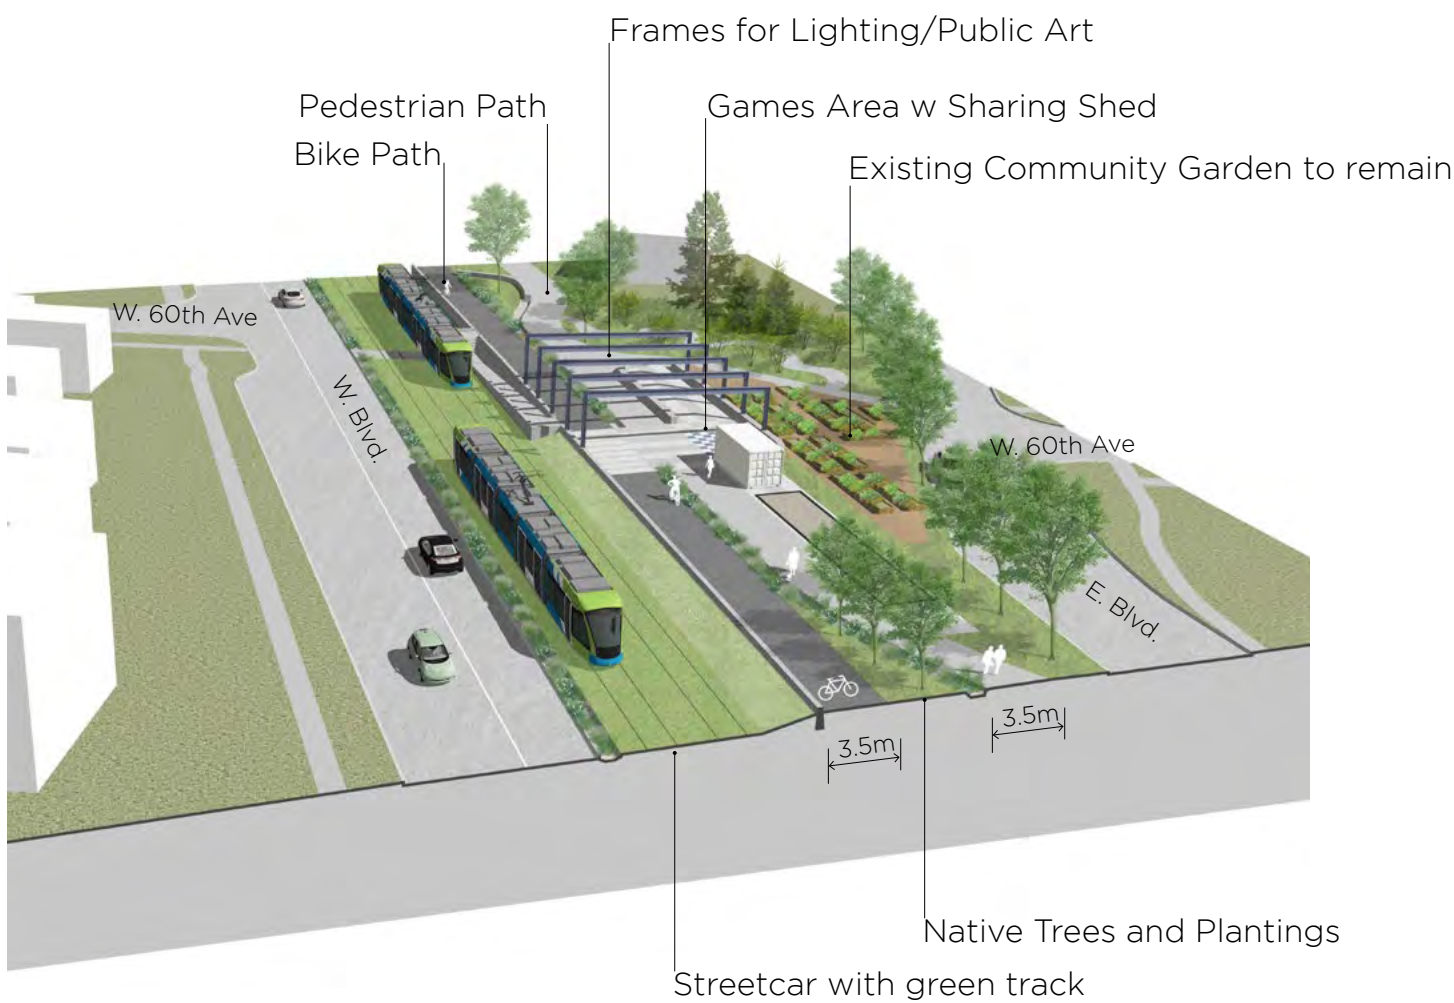 Frames for Lighting/Public Art
Pedestrian Path
Games Area w Sharing Shed
Bike Path
Existing Community Garden to remain
W. 60th Ave
W. Blvd.
W. 60th Ave
E. Blvd.
3.5m
3.5m
Native Trees and Plantings
Streetcar with green track